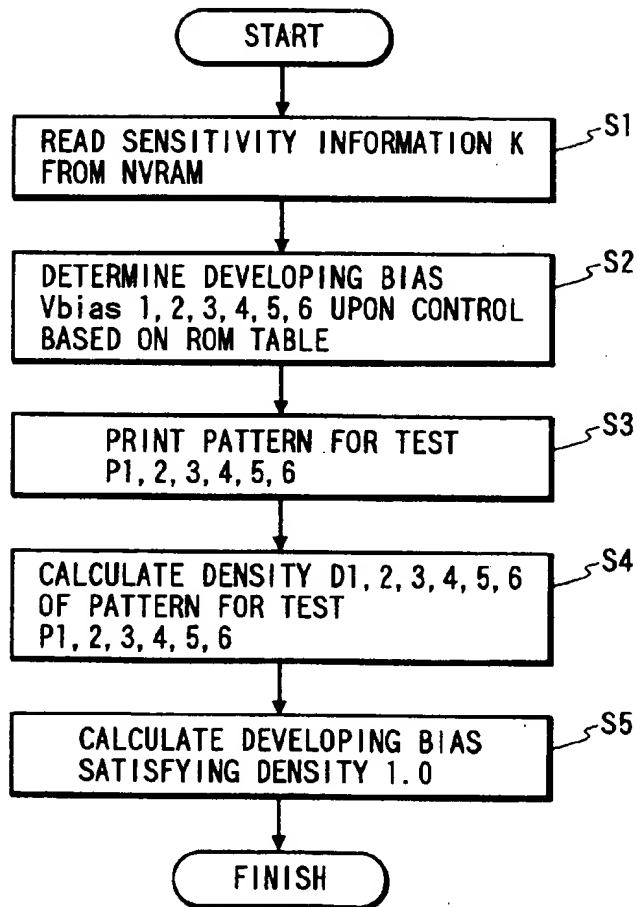 START
S1
READ SENSITIVITY INFORMATION K
FROM NVRAM
S2
DETERMINE DEVELOPING BIAS
Vbias 1, 2, 3, 4, 5, 6 UPON CONTROL
BASED ON ROM TABLE
S3
PRINT PATTERN FOR TEST
P1, 2, 3, 4, 5, 6
S4
CALCULATE DENSITY D1, 2, 3, 4, 5, 6
OF PATTERN FOR TEST
P1, 2, 3, 4, 5, 6
S5
CALCULATE DEVELOPING BIAS
SATISFYING DENSITY 1.0
FINISH